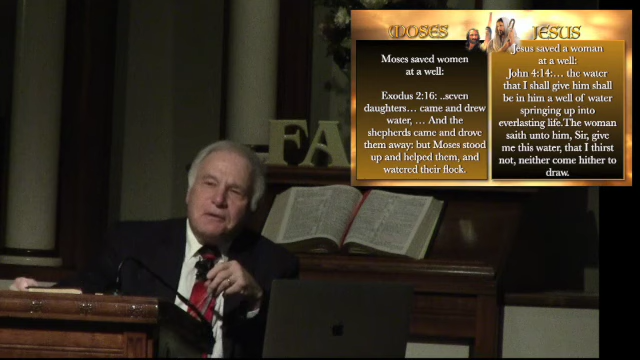 MOSES
Moses saved women
at a well:
Exodus 2:16: ..seven
daughters… came and drew
water, … And the
shepherds came and drove
them away: but Moses stood
up and helped them, and
watered their flock.
JESUS
Jesus saved a woman
at a well:
John 4:14:… the water
that I shall give him shall
be in him a well of water
springing up into
everlasting life.The woman
saith unto him, Sir, give
me this water, that I thirst
not, neither come hither to
draw.
FA